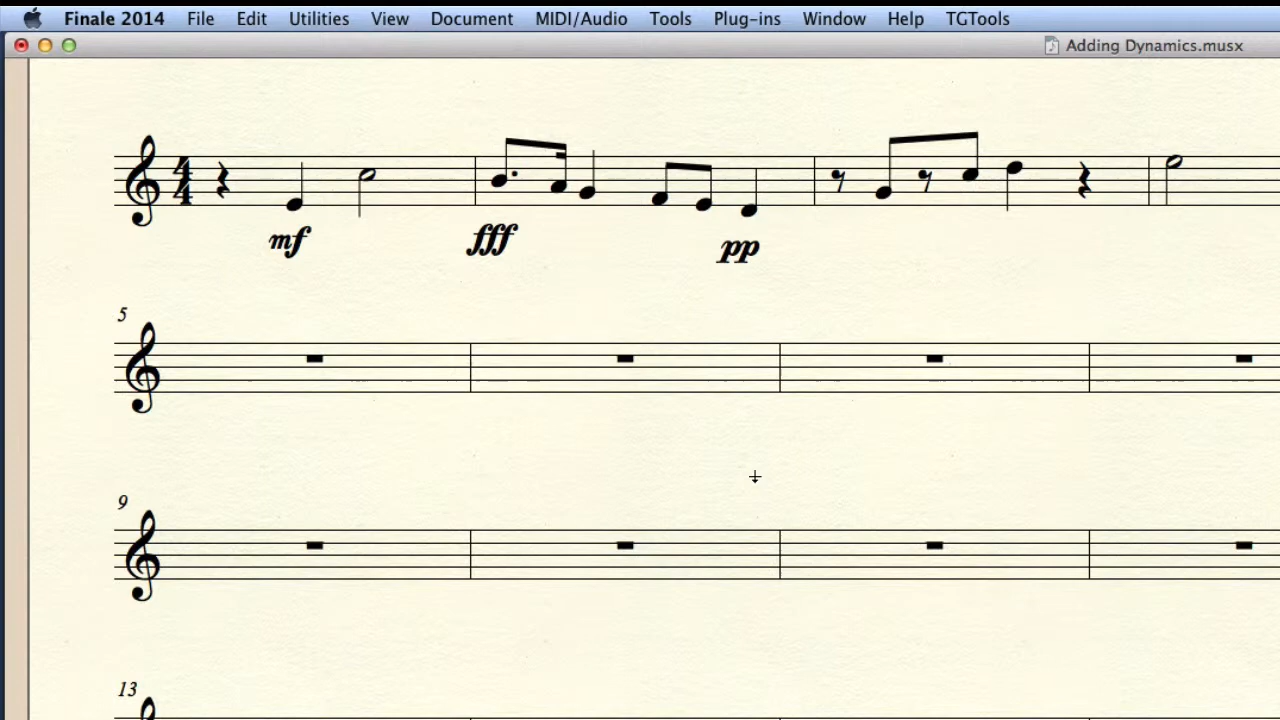 Finale 2014 File Edit Utilities View Document MIDI/Audio Tools Plug-ins Window Help TGTools
Adding Dynamics.musx
4
4
mf fff pp
5
9
13